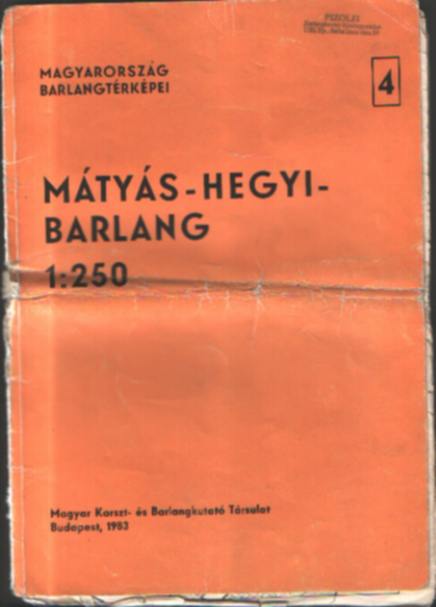 MAGYARORSZÁG
BARLANGTÉRKÉPEI
4
MÁTYÁS-HEGYI-
BARLANG
1:250
Magyar Karszt- és Barlangkutató Társulat
Budapest, 1983